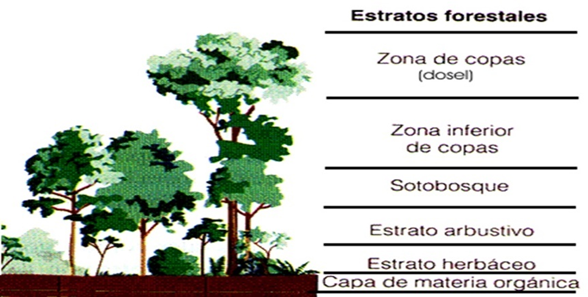 Estratos forestales
Zona de copas
(dosel)
Zona inferior
de copas
Sotobosque
Estrato arbustivo
Estrato herbáceo
Capa de materia orgánica